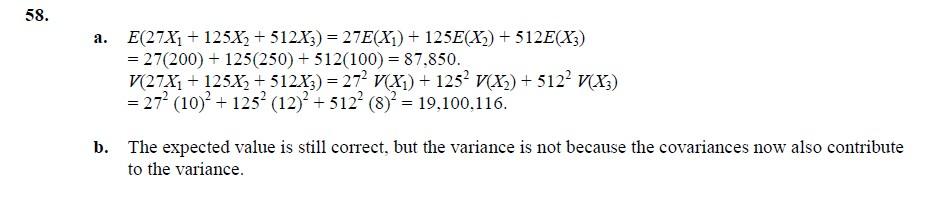 58.
a. E(27X₁ + 125X₂ + 512X₃) = 27E(X₁) + 125E(X₂) + 512E(X₃)
= 27(200) + 125(250) + 512(100) = 87,850.
V(27X₁ + 125X₂ + 512X₃) = 27² V(X₁) + 125² V(X₂) + 512² V(X₃)
= 27² (10)² + 125² (12)² + 512² (8)² = 19,100,116.
b. The expected value is still correct, but the variance is not because the covariances now also contribute
to the variance.